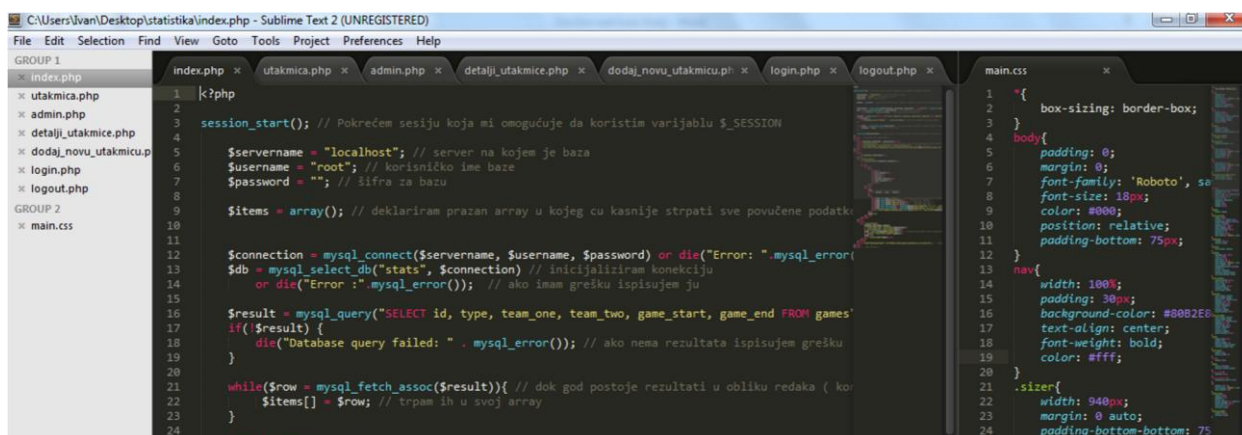 C:\Users\Ivan\Desktop\statistika\index.php - Sublime Text 2 (UNREGISTERED)
File Edit Selection Find View Goto Tools Project Preferences Help
GROUP 1
index.php
utakmica.php
admin.php
detalji_utakmice.php
dodaj_novu_utakmicu.p
login.php
logout.php
GROUP 2
main.css
index.php utakmica.php admin.php detalji_utakmice.php dodaj_novu_utakmicu.ph login.php logout.php
1 <?php
2
3 session_start(); // Pokrećem sesiju koja mi omogućuje da koristim varijablu $_SESSION
4
5 $servername = "localhost"; // server na kojem je baza
6 $username = "root"; // korisničko ime baze
7 $password = ""; // šifra za bazu
8
9 $items = array(); // deklariram prazan array u kojeg cu kasnije strpati sve povučene podatke
10
11
12 $connection = mysql_connect($servername, $username, $password) or die("Error: ".mysql_error(
13 $db = mysql_select_db("stats", $connection) // inicijaliziram konekciju
14 or die("Error :".mysql_error()); // ako imam grešku ispisujem ju
15
16 $result = mysql_query("SELECT id, type, team_one, team_two, game_start, game_end FROM games"
17 if(!$result) {
18 die("Database query failed: " . mysql_error()); // ako nema rezultata ispisujem grešku
19 }
20
21 while($row = mysql_fetch_assoc($result)){ // dok god postoje rezultati u obliku redaka ( ko
22 $items[] = $row; // trpam ih u svoj array
23 }
24
main.css
1 *{
2 box-sizing: border-box;
3 }
4 body{
5 padding: 0;
6 margin: 0;
7 font-family: 'Roboto', sa
8 font-size: 18px;
9 color: #000;
10 position: relative;
11 padding-bottom: 75px;
12 }
13 nav{
14 width: 100%;
15 padding: 30px;
16 background-color: #80B2E8
17 text-align: center;
18 font-weight: bold;
19 color: #fff;
20 }
21 .sizer{
22 width: 940px;
23 margin: 0 auto;
24 padding-bottom-bottom: 75